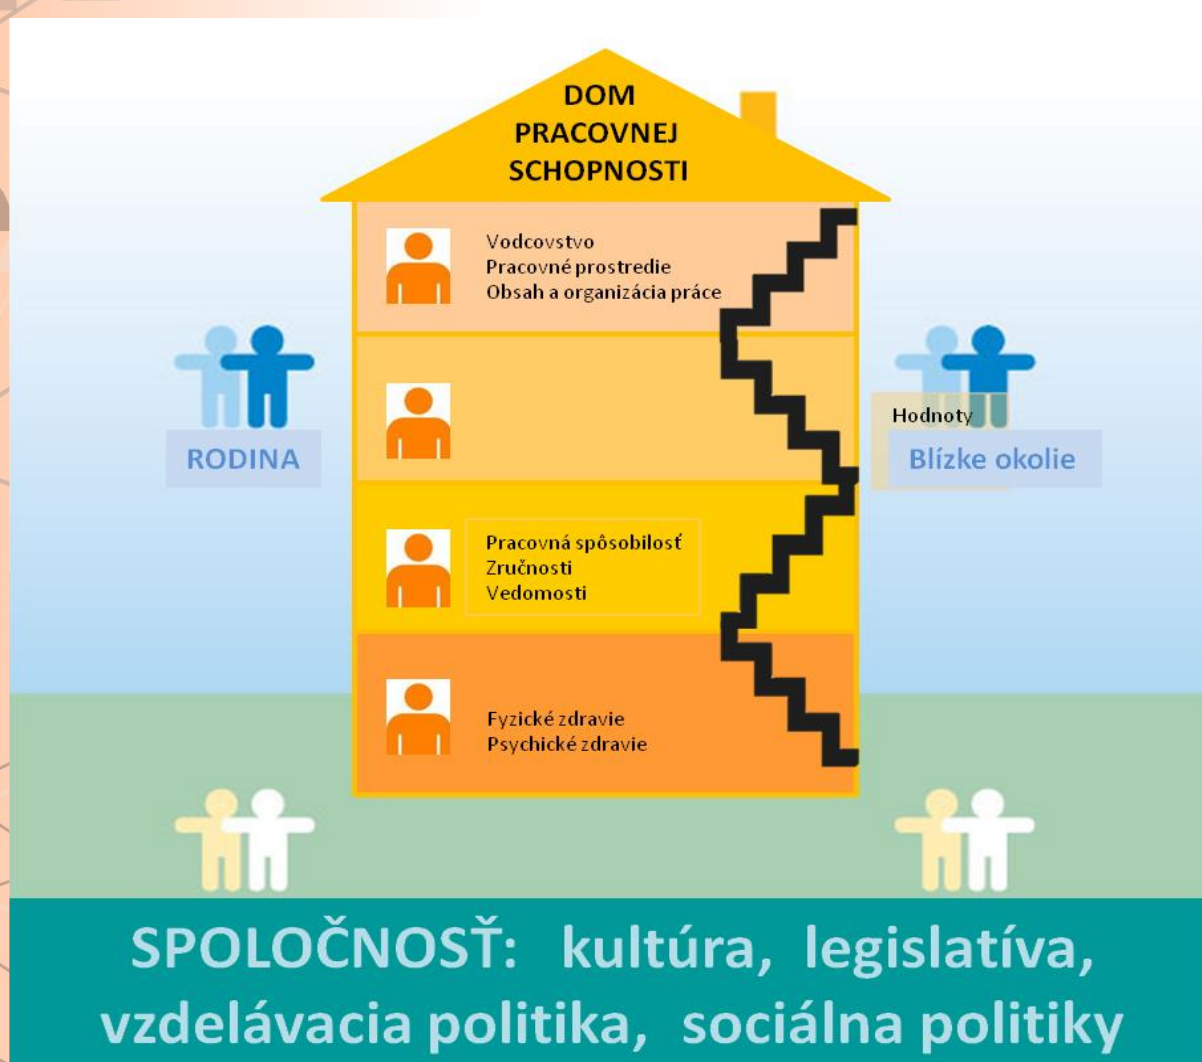 DOM
PRACOVNEJ
SCHOPNOSTI
Vodcovstvo
Pracovné prostredie
Obsah a organizácia práce
Hodnoty
RODINA
Blízke okolie
Pracovná spôsobilosť
Zručnosti
Vedomosti
Fyzické zdravie
Psychické zdravie
SPOLOČNOSŤ: kultúra, legislatíva,
vzdelávacia politika, sociálna politiky